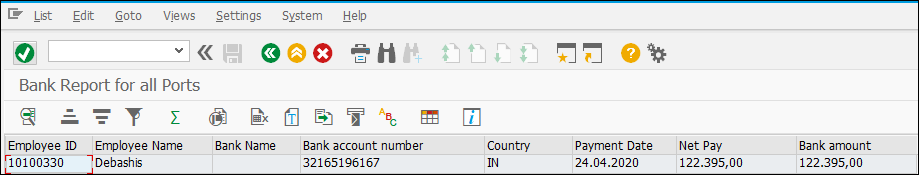 List Edit Goto Views Settings System Help
Bank Report for all Ports
Σ T ABC i
Employee ID Employee Name Bank Name Bank account number Country Payment Date Net Pay Bank amount
10100330 Debashis 32165196167 IN 24.04.2020 122.395,00 122.395,00